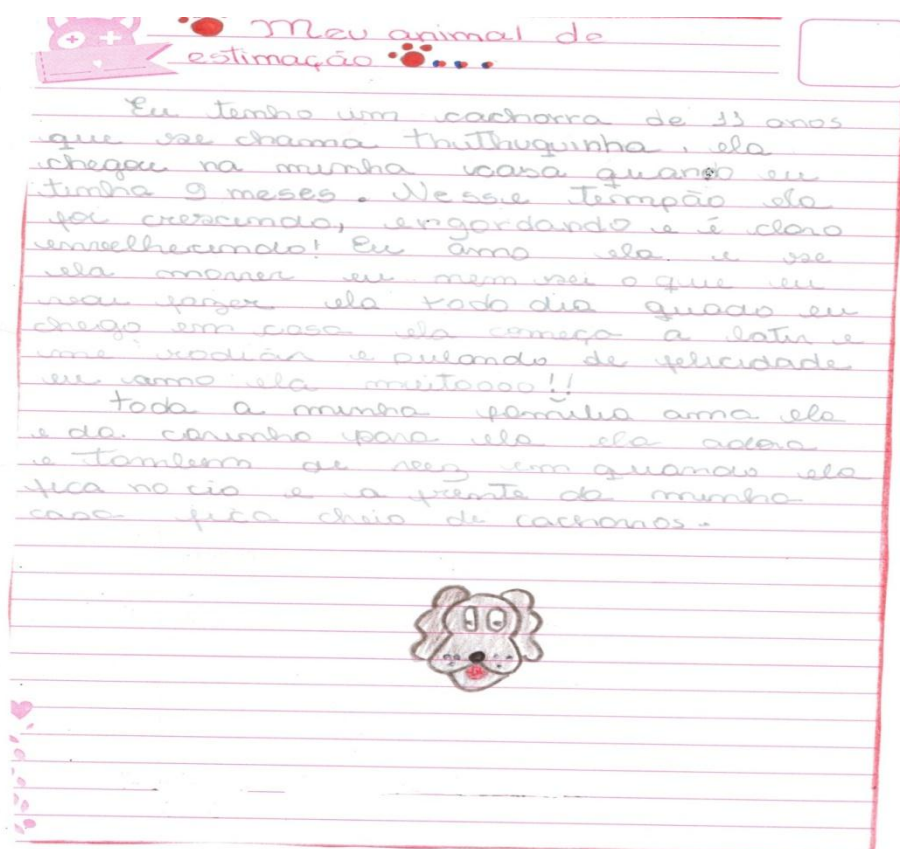 Meu animal de
estimação
Eu tenho um cachorra de 11 anos
que se chama thuthuquinha, ela
chegou na minha casa quando eu
tinha 9 meses. Nesse tempão ela
foi crescendo, engordando e é claro
envelhecendo! Eu amo ela e se
ela morrer eu nem sei o que eu
vou fazer ela todo dia quado eu
chego em casa ela começa a latir e
me rodiar e pulando de felicidade
eu amo ela muitoooo!!
toda a minha familia ama ela
e da carinho para ela ela adora
e tambem de vez em quando ela
fica no cio e a frente da minha
casa fica cheio de cachorros.